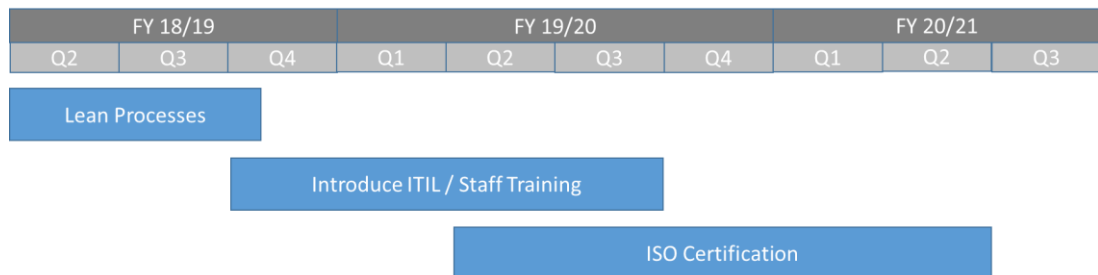 FY 18/19 FY 19/20 FY 20/21
Q2 Q3 Q4 Q1 Q2 Q3 Q4 Q1 Q2 Q3
Lean Processes
Introduce ITIL / Staff Training
ISO Certification